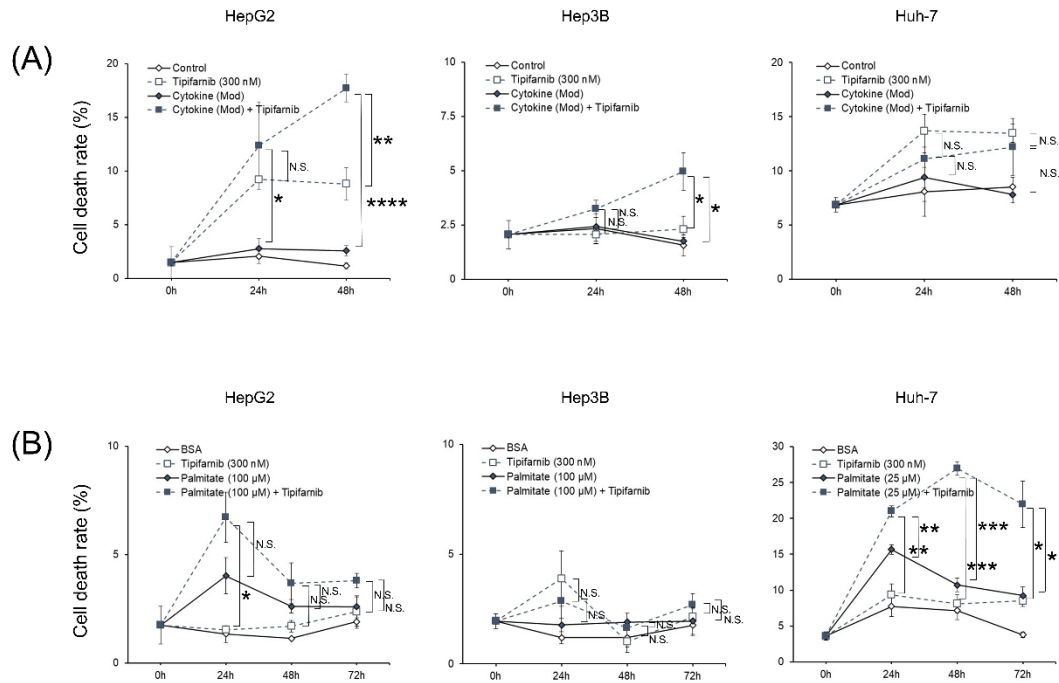 HepG2
Hep3B
Huh-7
(A)
Cell death rate (%)
20
15
10
5
0
Control
Tipifarnib (300 nM)
Cytokine (Mod)
Cytokine (Mod) + Tipifarnib
N.S.
*
**
****
0h
24h
48h
10
5
0
Control
Tipifarnib (300 nM)
Cytokine (Mod)
Cytokine (Mod) + Tipifarnib
N.S.
N.S.
*
*
0h
24h
48h
20
15
10
5
0
Control
Tipifarnib (300 nM)
Cytokine (Mod)
Cytokine (Mod) + Tipifarnib
N.S.
N.S.
N.S.
N.S.
0h
24h
48h
HepG2
Hep3B
Huh-7
(B)
Cell death rate (%)
10
5
0
BSA
Tipifarnib (300 nM)
Palmitate (100 µM)
Palmitate (100 µM) + Tipifarnib
N.S.
*
N.S.
N.S.
N.S.
N.S.
0h
24h
48h
72h
10
5
0
BSA
Tipifarnib (300 nM)
Palmitate (100 µM)
Palmitate (100 µM) + Tipifarnib
N.S.
N.S.
N.S.
N.S.
N.S.
N.S.
0h
24h
48h
72h
30
25
20
15
10
5
0
BSA
Tipifarnib (300 nM)
Palmitate (25 µM)
Palmitate (25 µM) + Tipifarnib
**
**
***
***
*
*
0h
24h
48h
72h